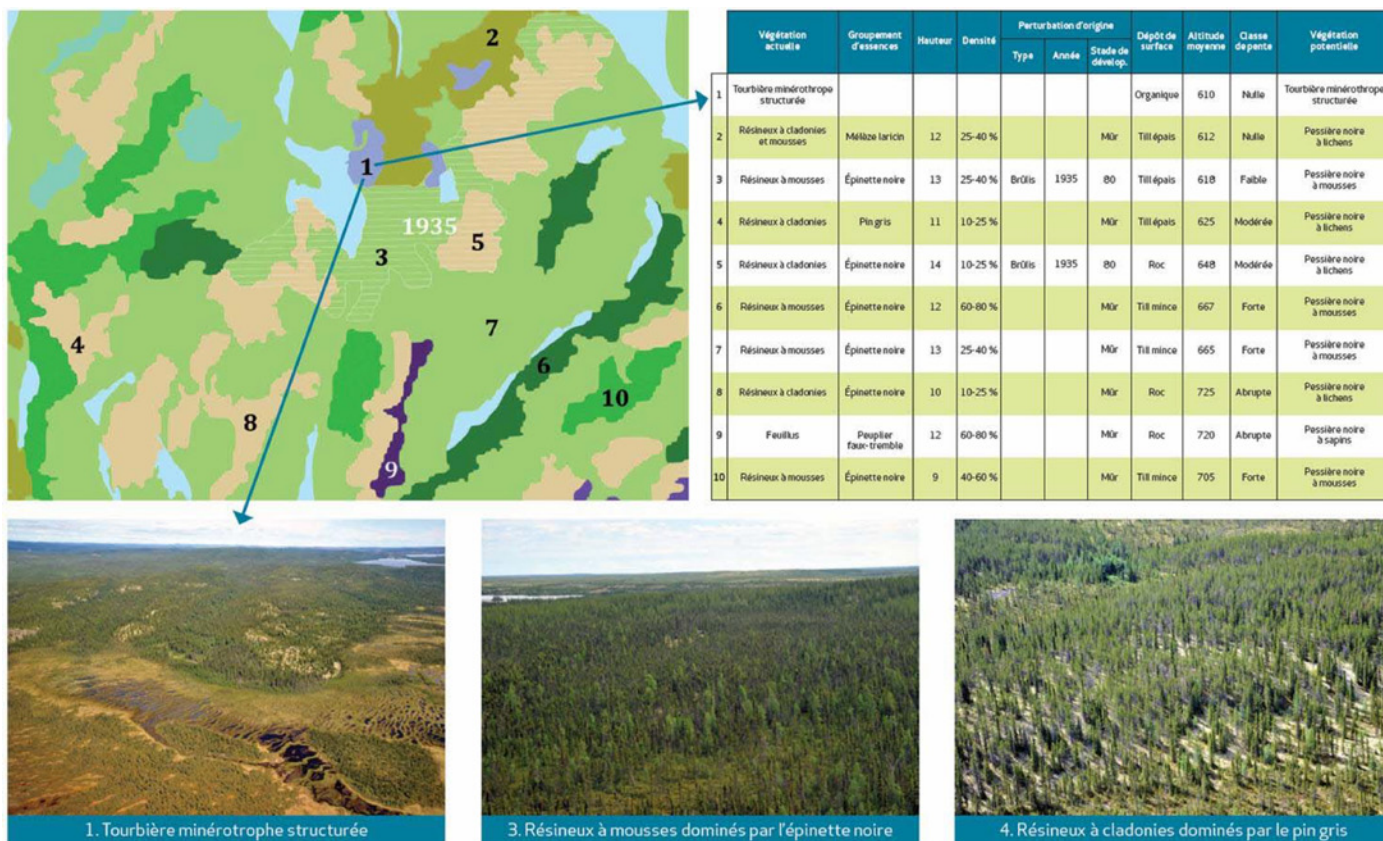 2
1
1935
3
5
4
7
6
8
10
9
Végétation actuelle
Groupement d'essences
Hauteur
Densité
Perturbation d'origine
Type
Année
Stade de dévelop.
Dépôt de surface
Altitude moyenne
Classe de pente
Végétation potentielle
1 Tourbière minérothrope structurée Organique 610 Nulle Tourbière minérothrope structurée
2 Résineux à cladonies et mousses Mélèze laricin 12 25-40 % Mûr Till épais 612 Nulle Pessière noire à lichens
3 Résineux à mousses Épinette noire 13 25-40 % Brûlis 1935 80 Till épais 618 Faible Pessière noire à mousses
4 Résineux à cladonies Pin gris 11 10-25 % Mûr Till épais 625 Modérée Pessière noire à lichens
5 Résineux à cladonies Épinette noire 14 10-25 % Brûlis 1935 80 Roc 648 Modérée Pessière noire à lichens
6 Résineux à mousses Épinette noire 12 60-80 % Mûr Till mince 667 Forte Pessière noire à mousses
7 Résineux à mousses Épinette noire 13 25-40 % Mûr Till mince 665 Forte Pessière noire à mousses
8 Résineux à cladonies Épinette noire 10 10-25 % Mûr Roc 725 Abrupte Pessière noire à lichens
9 Feuillus Peuplier faux-tremble 12 60-80 % Mûr Roc 720 Abrupte Pessière noire à sapins
10 Résineux à mousses Épinette noire 9 40-60 % Mûr Till mince 705 Forte Pessière noire à mousses
1. Tourbière minérotrophe structurée
3. Résineux à mousses dominés par l'épinette noire
4. Résineux à cladonies dominés par le pin gris